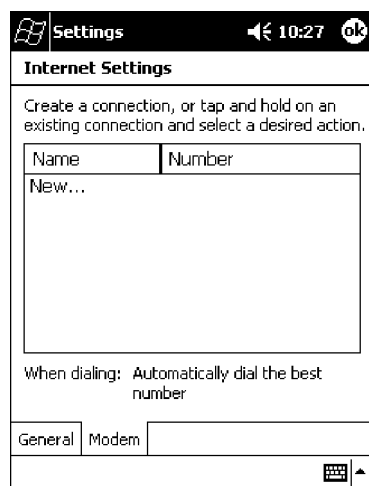 Settings 10:27 ok
Internet Settings
Create a connection, or tap and hold on an
existing connection and select a desired action.
Name Number
New...
When dialing: Automatically dial the best
number
General Modem